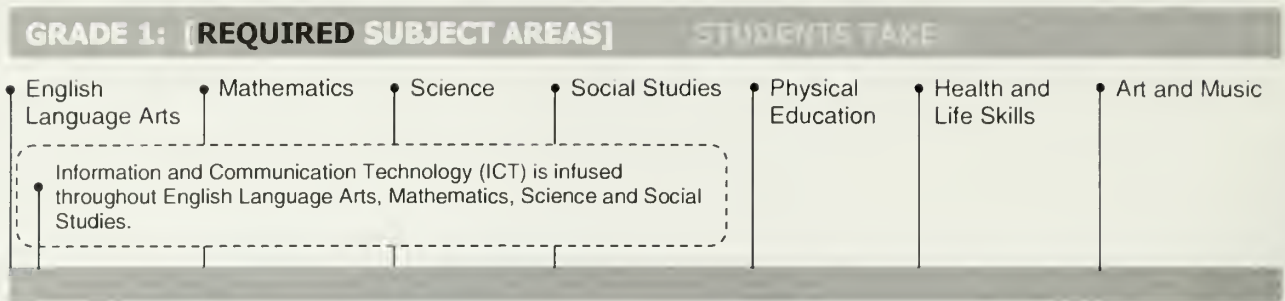 GRADE 1: [REQUIRED SUBJECT AREAS] STUDENTS TAKE
English
Language Arts
Mathematics
Science
Social Studies
Physical
Education
Health and
Life Skills
Art and Music
Information and Communication Technology (ICT) is infused
throughout English Language Arts, Mathematics, Science and Social
Studies.